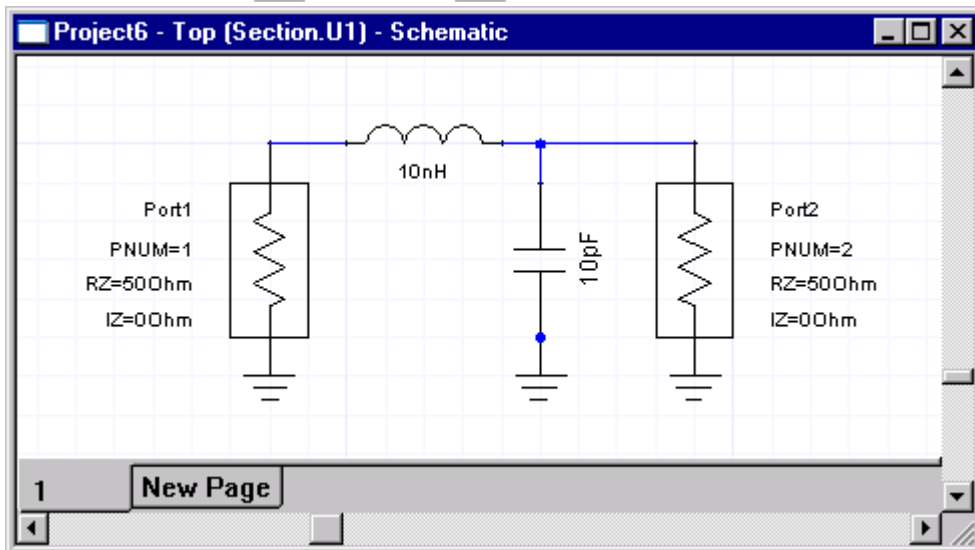 Project6 - Top (Section.U1) - Schematic
10nH
Port1
PNUM=1
RZ=50Ohm
IZ=0Ohm
10pF
Port2
PNUM=2
RZ=50Ohm
IZ=0Ohm
1
New Page